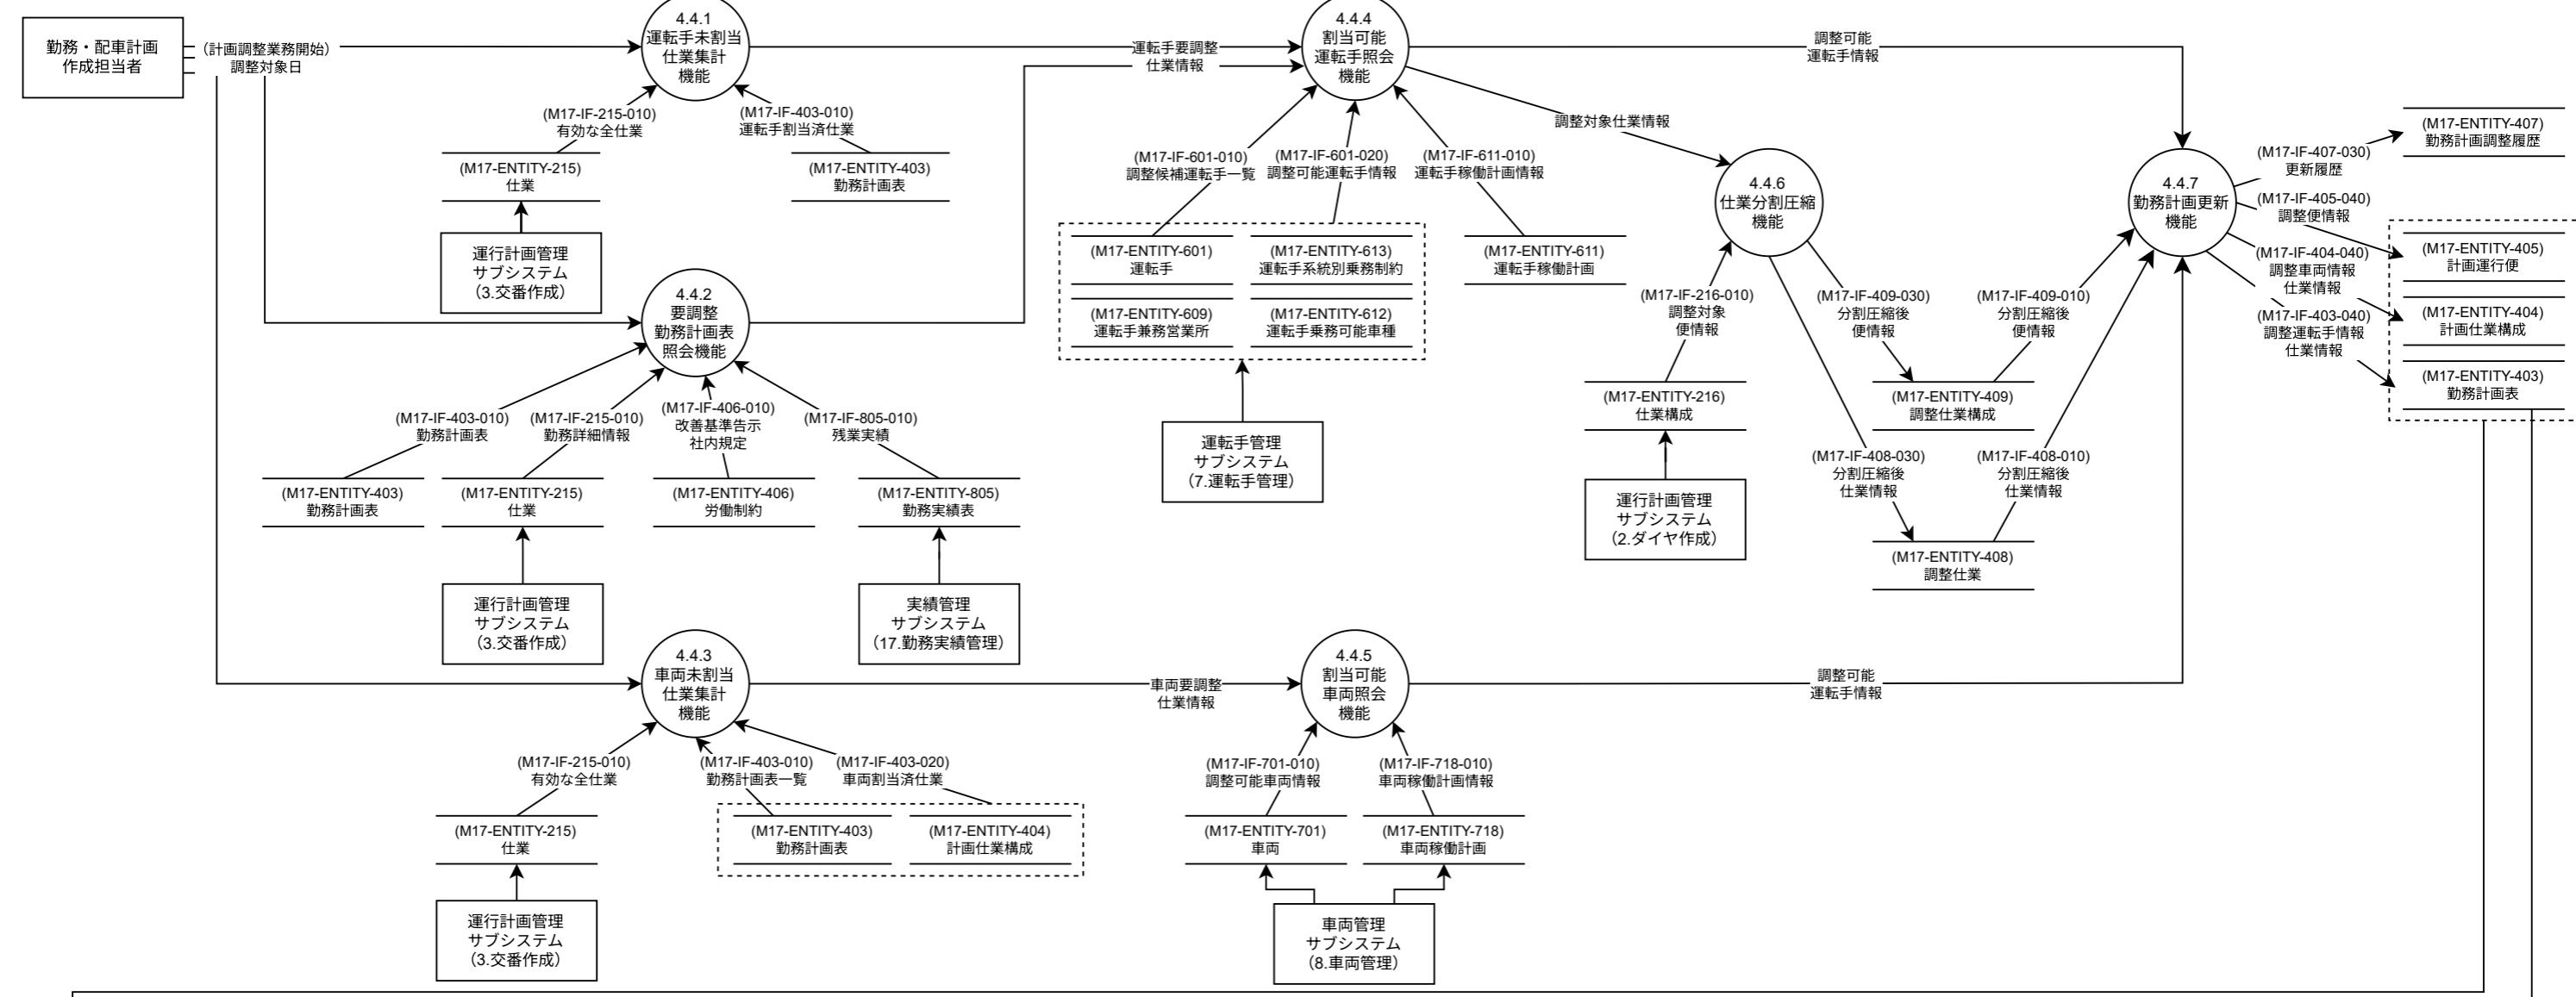 勤務・配車計画
作成担当者
（計画調整業務開始）
調整対象日
4.4.1
運転手未割当
仕業集計
機能
(M17-IF-215-010)
有効な全仕業
(M17-IF-403-010)
運転手割当済仕業
(M17-ENTITY-215)
仕業
(M17-ENTITY-403)
勤務計画表
運行計画管理
サブシステム
（3.交番作成）
運転手要調整
仕業情報
4.4.2
要調整
勤務計画表
照会機能
(M17-IF-403-010)
勤務計画表
(M17-IF-215-010)
勤務詳細情報
(M17-IF-406-010)
改善基準告示
社内規定
(M17-IF-805-010)
残業実績
(M17-ENTITY-403)
勤務計画表
(M17-ENTITY-215)
仕業
(M17-ENTITY-406)
労働制約
(M17-ENTITY-805)
勤務実績表
運行計画管理
サブシステム
（3.交番作成）
実績管理
サブシステム
（17.勤務実績管理）
4.4.3
車両未割当
仕業集計
機能
(M17-IF-215-010)
有効な全仕業
(M17-IF-403-010)
勤務計画表一覧
(M17-IF-403-020)
車両割当済仕業
(M17-ENTITY-215)
仕業
(M17-ENTITY-403)
勤務計画表
(M17-ENTITY-404)
計画仕業構成
運行計画管理
サブシステム
（3.交番作成）
車両要調整
仕業情報
4.4.4
割当可能
運転手照会
機能
(M17-IF-601-010)
調整候補運転手一覧
(M17-IF-601-020)
調整可能運転手情報
(M17-IF-611-010)
運転手稼働計画情報
(M17-ENTITY-601)
運転手
(M17-ENTITY-613)
運転手系統別乗務制約
(M17-ENTITY-609)
運転手兼務営業所
(M17-ENTITY-612)
運転手乗務可能車種
(M17-ENTITY-611)
運転手稼働計画
運転手管理
サブシステム
（7.運転手管理）
調整可能
運転手情報
調整対象仕業情報
4.4.5
割当可能
車両照会
機能
(M17-IF-701-010)
調整可能車両情報
(M17-IF-718-010)
車両稼働計画情報
(M17-ENTITY-701)
車両
(M17-ENTITY-718)
車両稼働計画
車両管理
サブシステム
（8.車両管理）
調整可能
運転手情報
4.4.6
仕業分割圧縮
機能
(M17-IF-216-010)
調整対象
便情報
(M17-ENTITY-216)
仕業構成
運行計画管理
サブシステム
（2.ダイヤ作成）
(M17-IF-409-030)
分割圧縮後
便情報
(M17-IF-409-010)
分割圧縮後
便情報
(M17-ENTITY-409)
調整仕業構成
(M17-IF-408-030)
分割圧縮後
仕業情報
(M17-IF-408-010)
分割圧縮後
仕業情報
(M17-ENTITY-408)
調整仕業
4.4.7
勤務計画更新
機能
(M17-IF-407-030)
更新履歴
(M17-IF-405-040)
調整便情報
(M17-IF-404-040)
調整車両情報
仕業情報
(M17-IF-403-040)
調整運転手情報
仕業情報
(M17-ENTITY-407)
勤務計画調整履歴
(M17-ENTITY-405)
計画運行便
(M17-ENTITY-404)
計画仕業構成
(M17-ENTITY-403)
勤務計画表